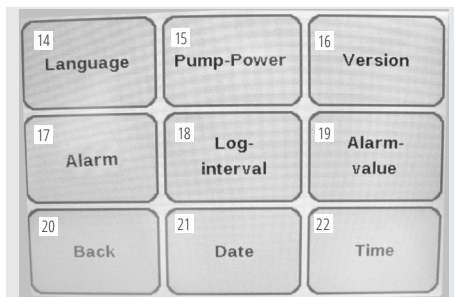 14
Language
15
Pump-Power
16
Version
17
Alarm
18
Log-
interval
19
Alarm-
value
20
Back
21
Date
22
Time